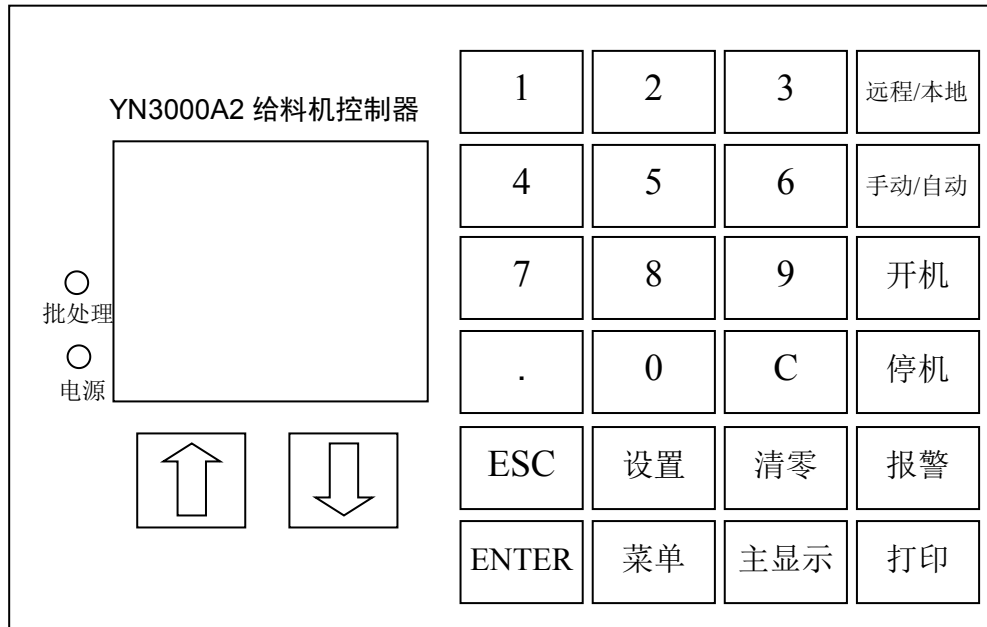 YN3000A2 给料机控制器
批处理
电源
1 2 3 远程/本地
4 5 6 手动/自动
7 8 9 开机
. 0 C 停机
ESC 设置 清零 报警
ENTER 菜单 主显示 打印